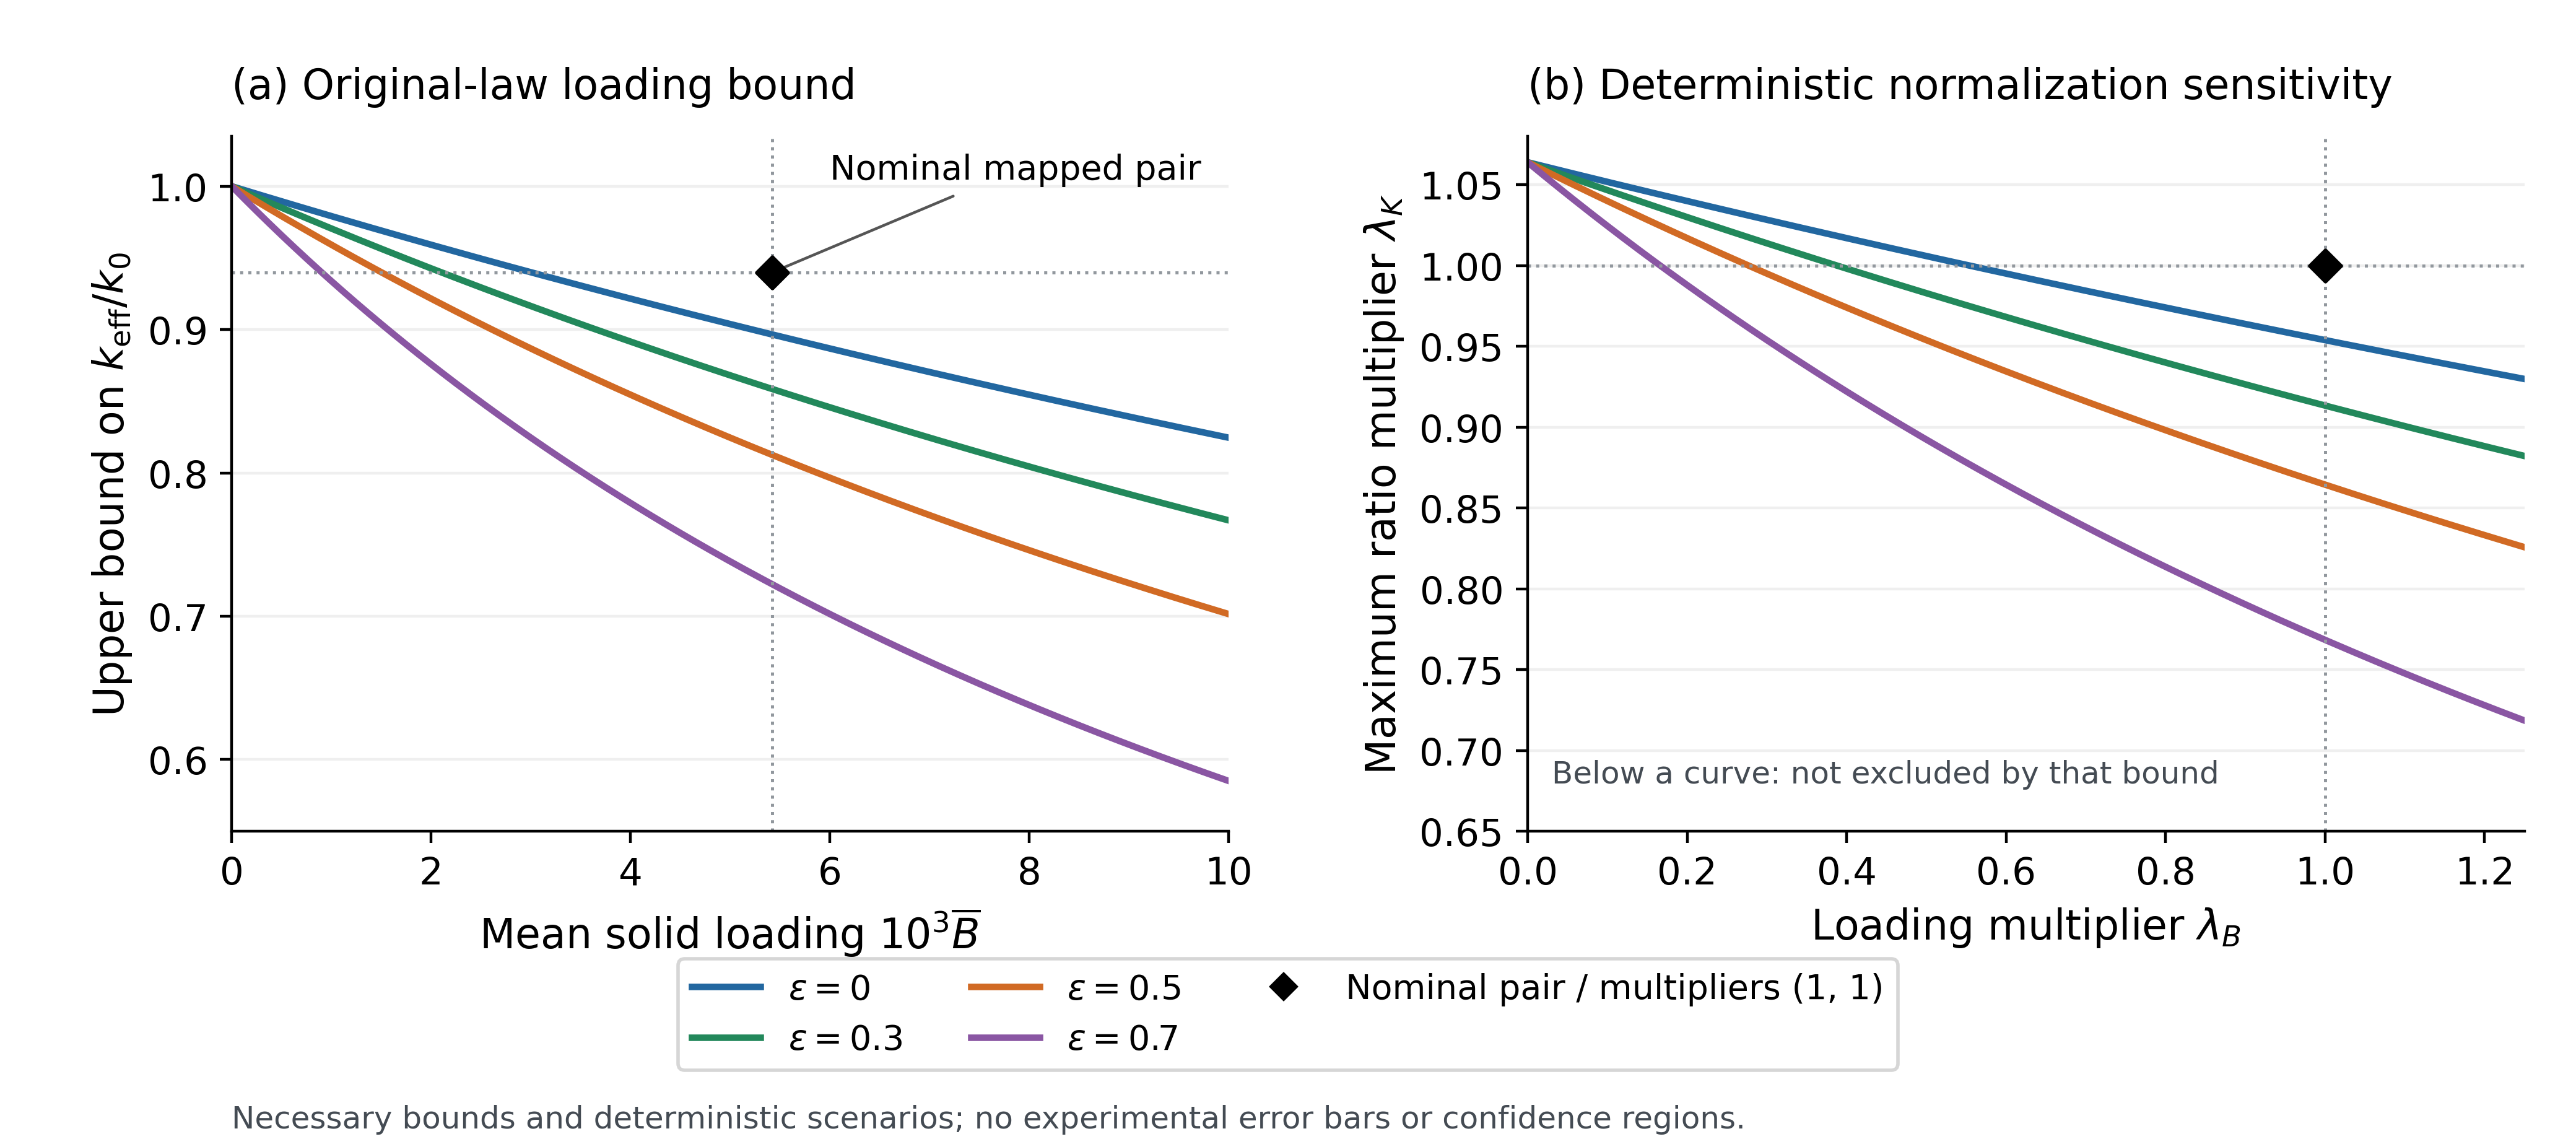 (a) Original-law loading bound
Upper bound on k_eff/k_0
1.0
0.9
0.8
0.7
0.6
Nominal mapped pair
0 2 4 6 8 10
Mean solid loading 10³B̅
(b) Deterministic normalization sensitivity
Maximum ratio multiplier λ_K
1.05
1.00
0.95
0.90
0.85
0.80
0.75
0.70
0.65
Below a curve: not excluded by that bound
0.0 0.2 0.4 0.6 0.8 1.0 1.2
Loading multiplier λ_B
ε = 0
ε = 0.3
ε = 0.5
ε = 0.7
Nominal pair / multipliers (1, 1)
Necessary bounds and deterministic scenarios; no experimental error bars or confidence regions.